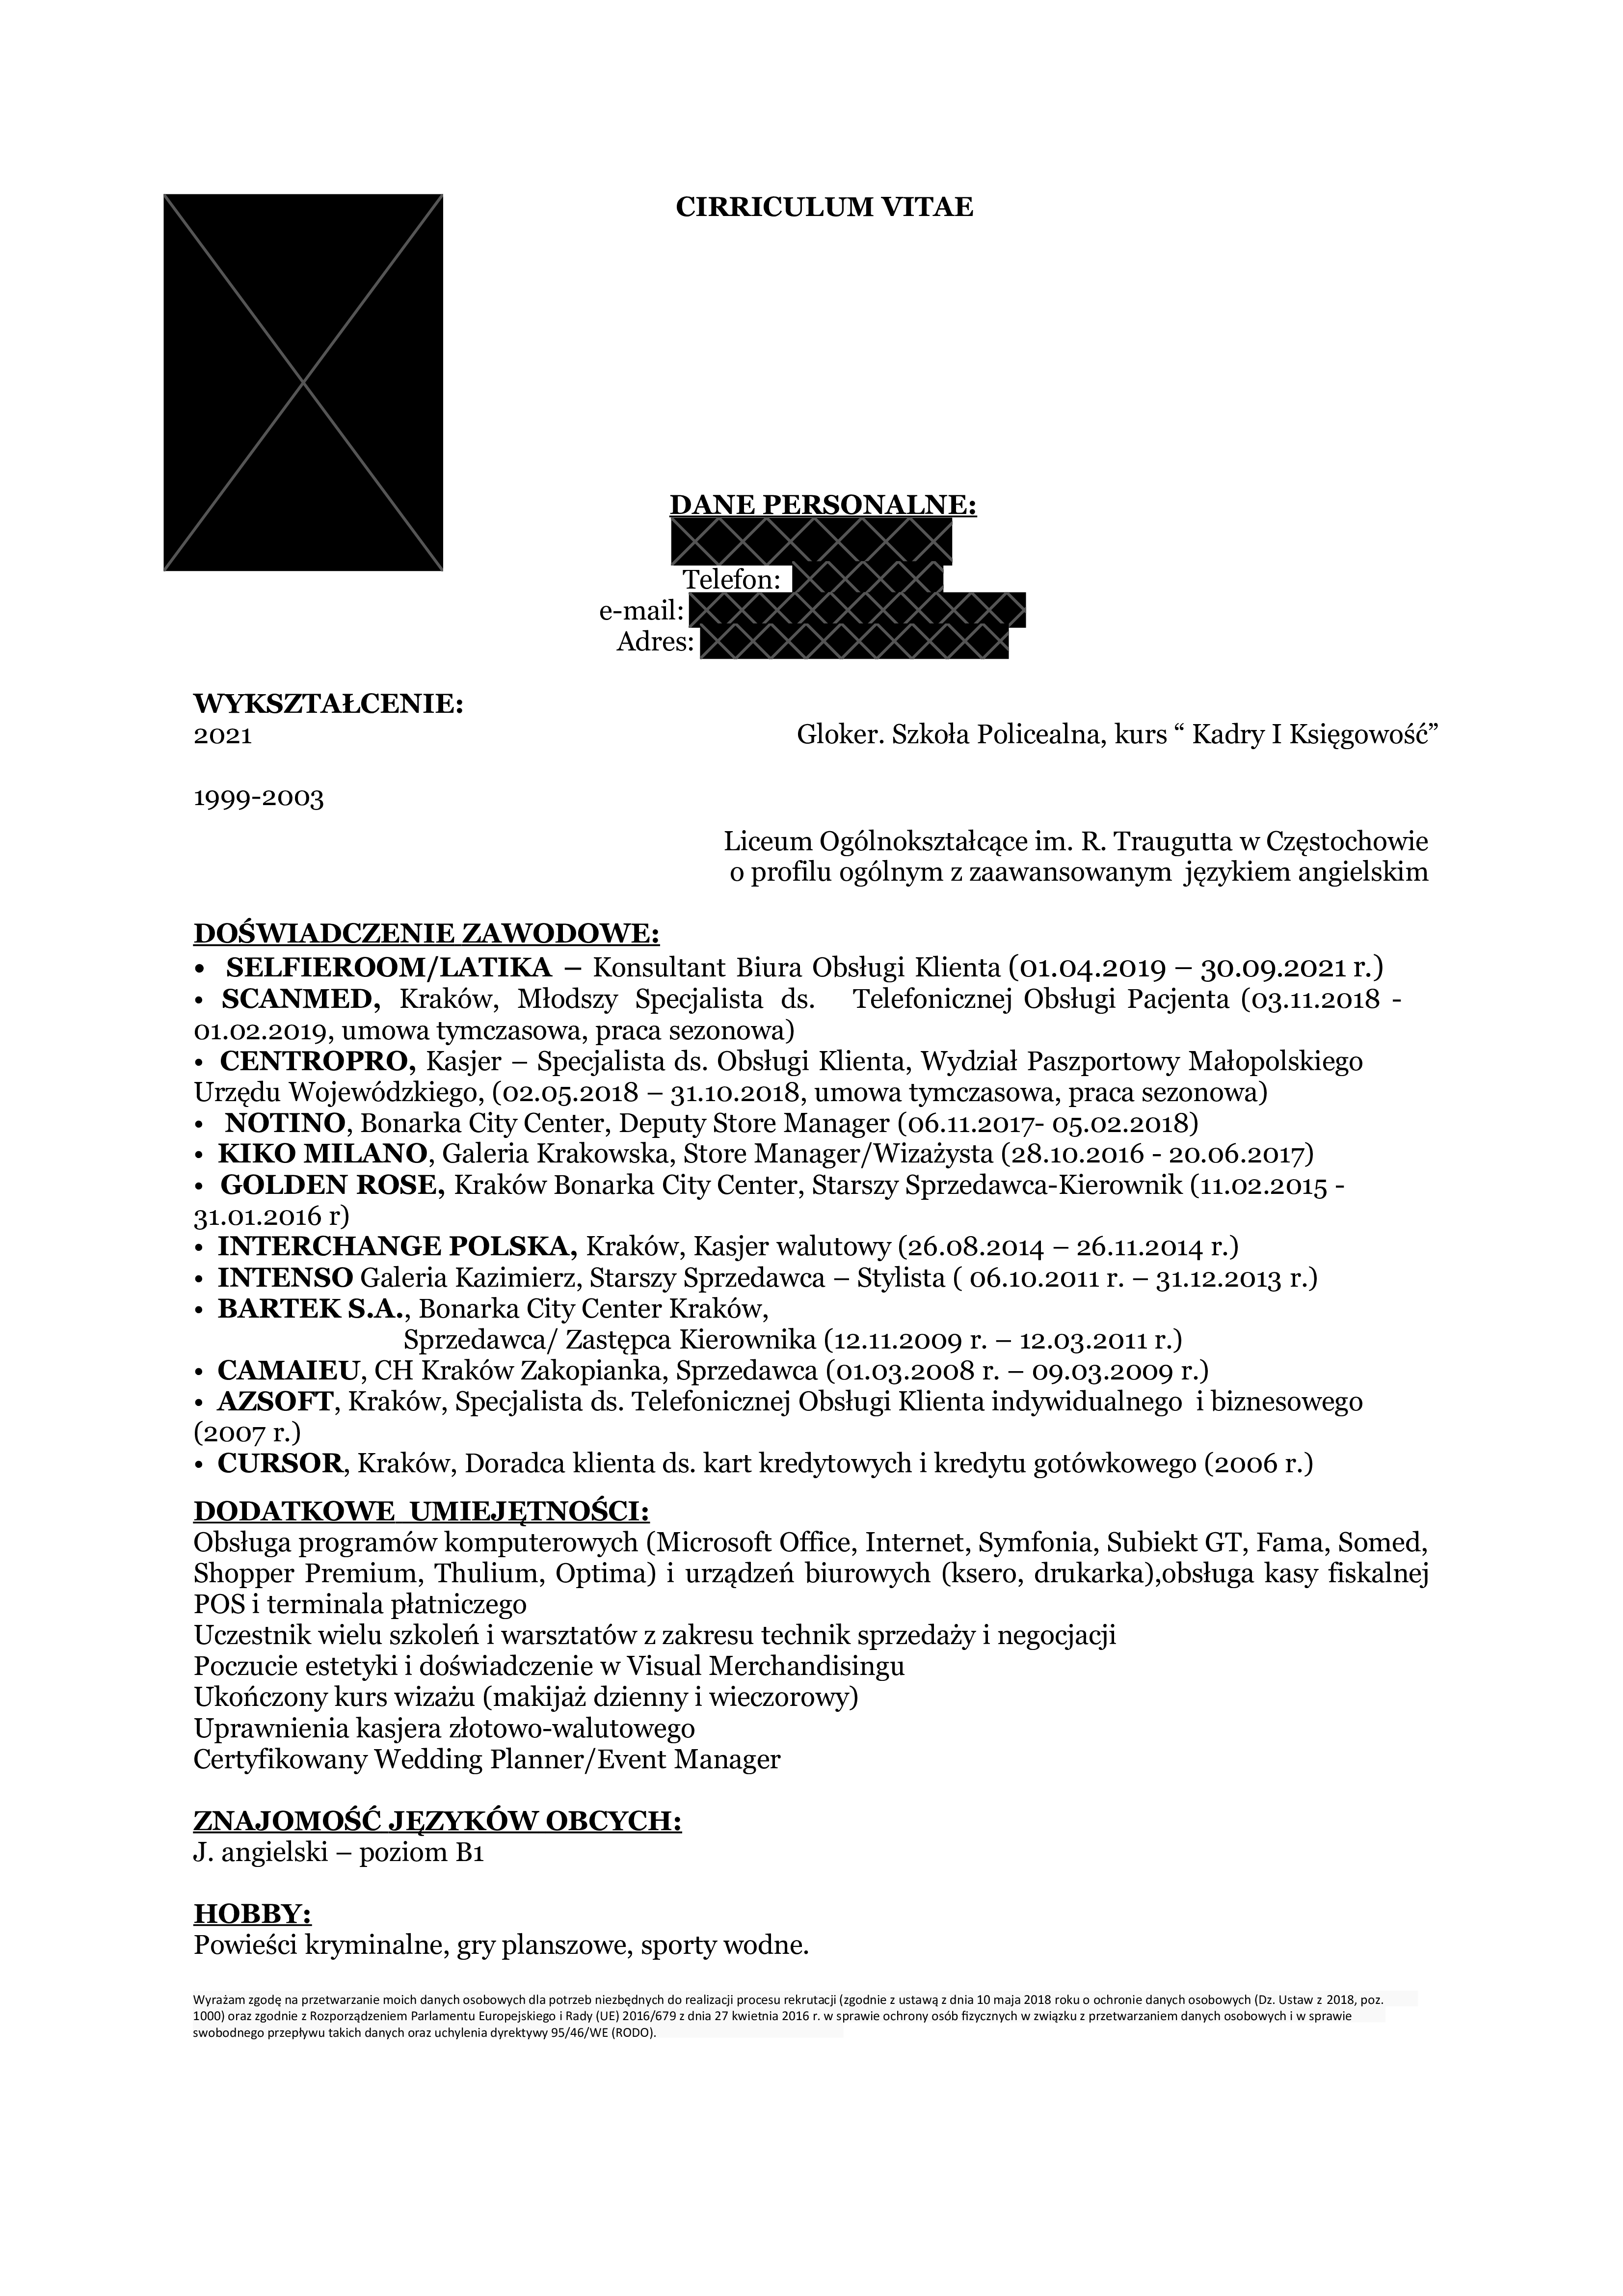 CIRRICULUM VITAE
DANE PERSONALNE:
Telefon:
e-mail:
Adres:
WYKSZTAŁCENIE:
2021 Gloker. Szkoła Policealna, kurs “ Kadry I Księgowość”
1999-2003
Liceum Ogólnokształcące im. R. Traugutta w Częstochowie
o profilu ogólnym z zaawansowanym językiem angielskim
DOŚWIADCZENIE ZAWODOWE:
• SELFIEROOM/LATIKA – Konsultant Biura Obsługi Klienta (01.04.2019 – 30.09.2021 r.)
• SCANMED, Kraków, Młodszy Specjalista ds. Telefonicznej Obsługi Pacjenta (03.11.2018 -
01.02.2019, umowa tymczasowa, praca sezonowa)
• CENTROPRO, Kasjer – Specjalista ds. Obsługi Klienta, Wydział Paszportowy Małopolskiego
Urzędu Wojewódzkiego, (02.05.2018 – 31.10.2018, umowa tymczasowa, praca sezonowa)
• NOTINO, Bonarka City Center, Deputy Store Manager (06.11.2017- 05.02.2018)
• KIKO MILANO, Galeria Krakowska, Store Manager/Wizażysta (28.10.2016 - 20.06.2017)
• GOLDEN ROSE, Kraków Bonarka City Center, Starszy Sprzedawca-Kierownik (11.02.2015 -
31.01.2016 r)
• INTERCHANGE POLSKA, Kraków, Kasjer walutowy (26.08.2014 – 26.11.2014 r.)
• INTENSO Galeria Kazimierz, Starszy Sprzedawca – Stylista ( 06.10.2011 r. – 31.12.2013 r.)
• BARTEK S.A., Bonarka City Center Kraków,
Sprzedawca/ Zastępca Kierownika (12.11.2009 r. – 12.03.2011 r.)
• CAMAIEU, CH Kraków Zakopianka, Sprzedawca (01.03.2008 r. – 09.03.2009 r.)
• AZSOFT, Kraków, Specjalista ds. Telefonicznej Obsługi Klienta indywidualnego i biznesowego
(2007 r.)
• CURSOR, Kraków, Doradca klienta ds. kart kredytowych i kredytu gotówkowego (2006 r.)
DODATKOWE UMIEJĘTNOŚCI:
Obsługa programów komputerowych (Microsoft Office, Internet, Symfonia, Subiekt GT, Fama, Somed,
Shopper Premium, Thulium, Optima) i urządzeń biurowych (ksero, drukarka),obsługa kasy fiskalnej
POS i terminala płatniczego
Uczestnik wielu szkoleń i warsztatów z zakresu technik sprzedaży i negocjacji
Poczucie estetyki i doświadczenie w Visual Merchandisingu
Ukończony kurs wizażu (makijaż dzienny i wieczorowy)
Uprawnienia kasjera złotowo-walutowego
Certyfikowany Wedding Planner/Event Manager
ZNAJOMOŚĆ JĘZYKÓW OBCYCH:
J. angielski – poziom B1
HOBBY:
Powieści kryminalne, gry planszowe, sporty wodne.
Wyrażam zgodę na przetwarzanie moich danych osobowych dla potrzeb niezbędnych do realizacji procesu rekrutacji (zgodnie z ustawą z dnia 10 maja 2018 roku o ochronie danych osobowych (Dz. Ustaw z 2018, poz.
1000) oraz zgodnie z Rozporządzeniem Parlamentu Europejskiego i Rady (UE) 2016/679 z dnia 27 kwietnia 2016 r. w sprawie ochrony osób fizycznych w związku z przetwarzaniem danych osobowych i w sprawie
swobodnego przepływu takich danych oraz uchylenia dyrektywy 95/46/WE (RODO).